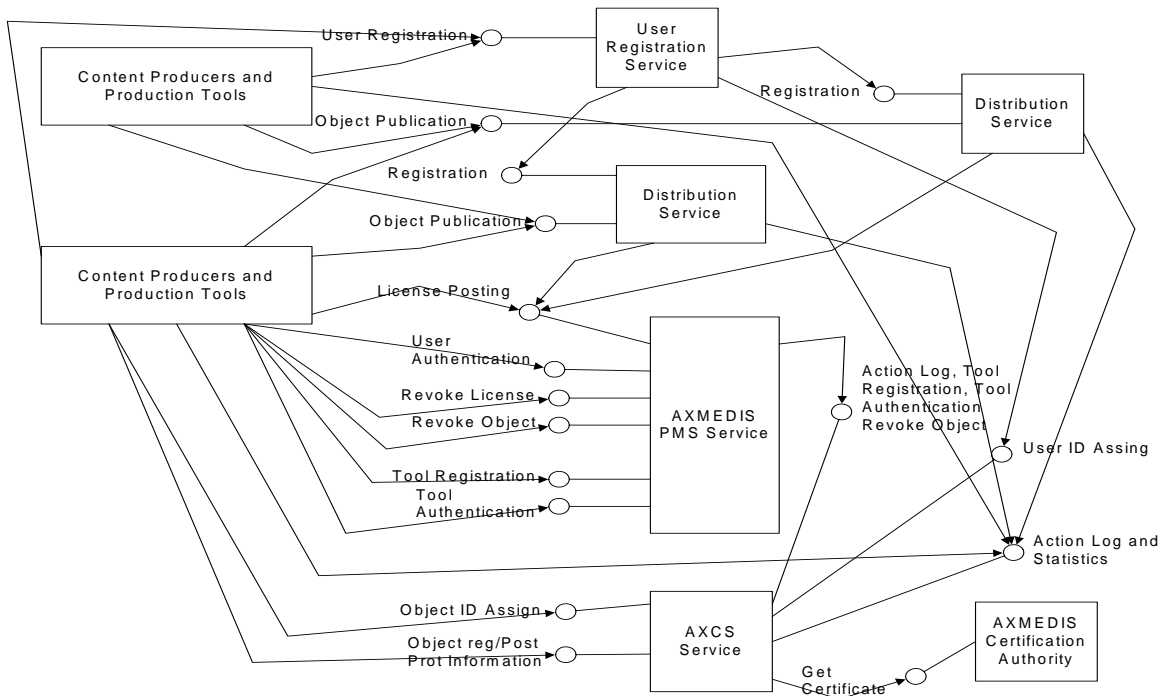 User Registration
User
Registration
Service
Content Producers and
Production Tools
Registration
Distribution
Service
Object Publication
Registration
Distribution
Service
Object Publication
Content Producers and
Production Tools
License Posting
User
Authentication
Revoke License
Revoke Object
AXMEDIS
PMS Service
Action Log, Tool
Registration, Tool
Authentication
Revoke Object
User ID Assing
Tool Registration
Tool
Authentication
Action Log and
Statistics
Object ID Assign
AXCS
Service
AXMEDIS
Certification
Authority
Object reg/Post
Prot Information
Get
Certificate